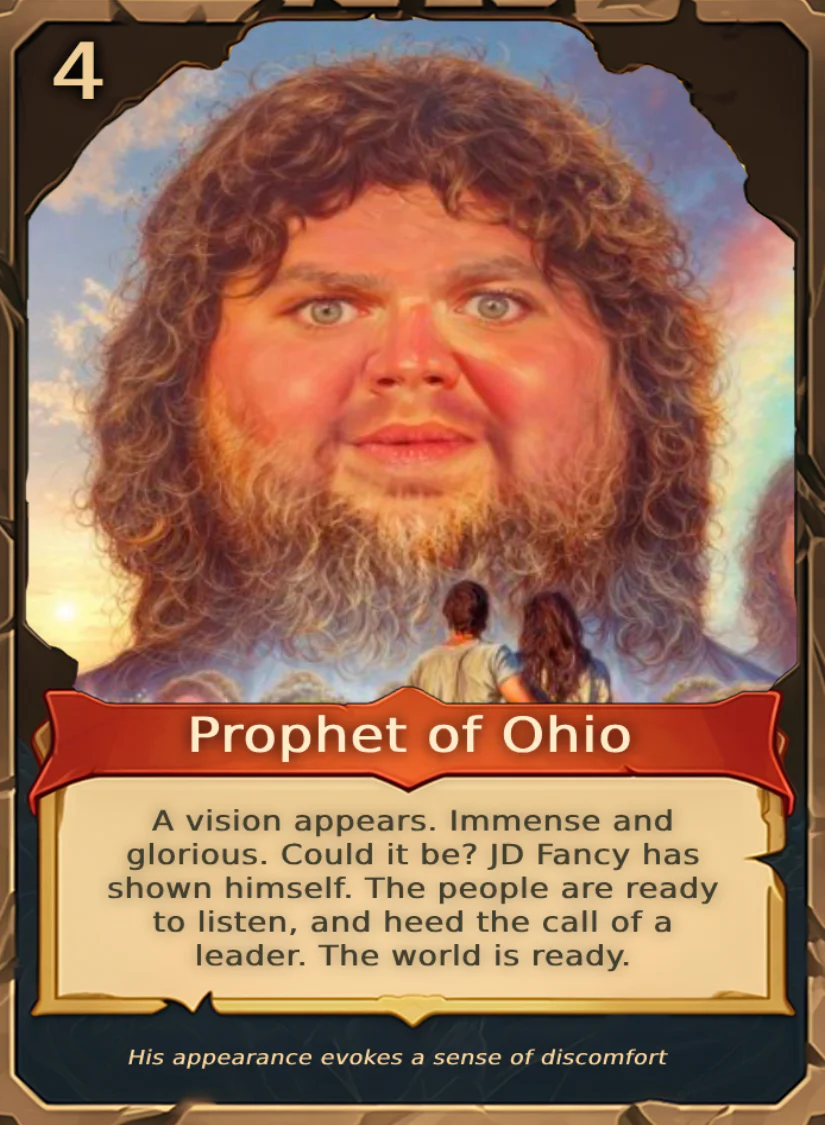 4
Prophet of Ohio
A vision appears. Immense and
glorious. Could it be? JD Fancy has
shown himself. The people are ready
to listen, and heed the call of a
leader. The world is ready.
His appearance evokes a sense of discomfort